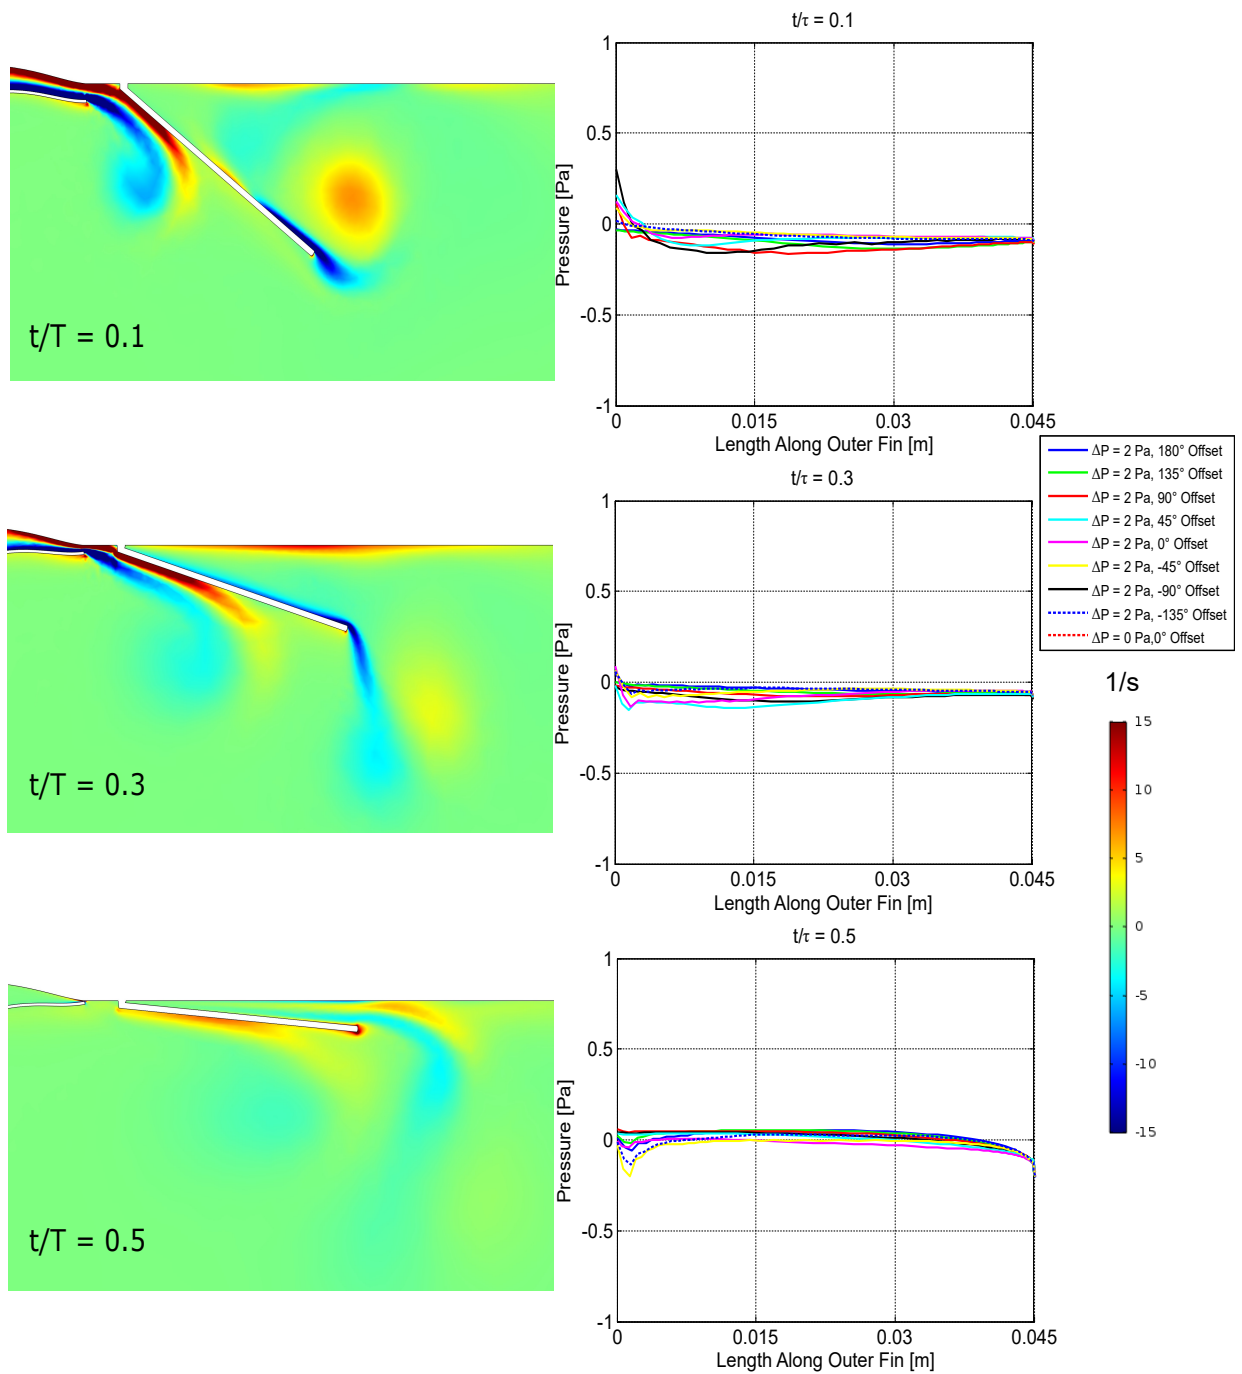 t/τ = 0.1
1
0.5
0
-0.5
-1
Pressure [Pa]
0 0.015 0.03 0.045
Length Along Outer Fin [m]
t/T = 0.1
t/τ = 0.3
1
0.5
0
-0.5
-1
Pressure [Pa]
0 0.015 0.03 0.045
Length Along Outer Fin [m]
t/T = 0.3
ΔP = 2 Pa, 180° Offset
ΔP = 2 Pa, 135° Offset
ΔP = 2 Pa, 90° Offset
ΔP = 2 Pa, 45° Offset
ΔP = 2 Pa, 0° Offset
ΔP = 2 Pa, -45° Offset
ΔP = 2 Pa, -90° Offset
ΔP = 2 Pa, -135° Offset
ΔP = 0 Pa,0° Offset
1/s
15
10
5
0
-5
-10
-15
t/τ = 0.5
1
0.5
0
-0.5
-1
Pressure [Pa]
0 0.015 0.03 0.045
Length Along Outer Fin [m]
t/T = 0.5